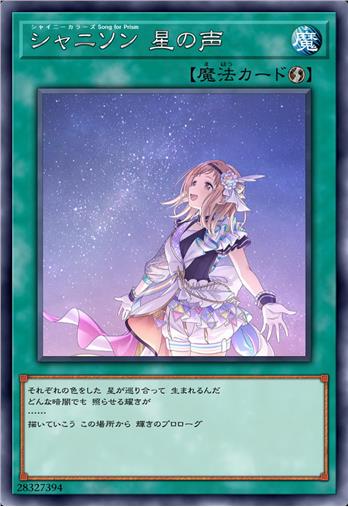 シャイニーカラーズ Song for Prism
シャニソン 星の声
魔
【魔法カード】
まほう
それぞれの色をした 星が巡り合って 生まれるんだ
どんな暗闇でも 照らせる耀きが
……
描いていこう この場所から 輝きのプロローグ
28327394